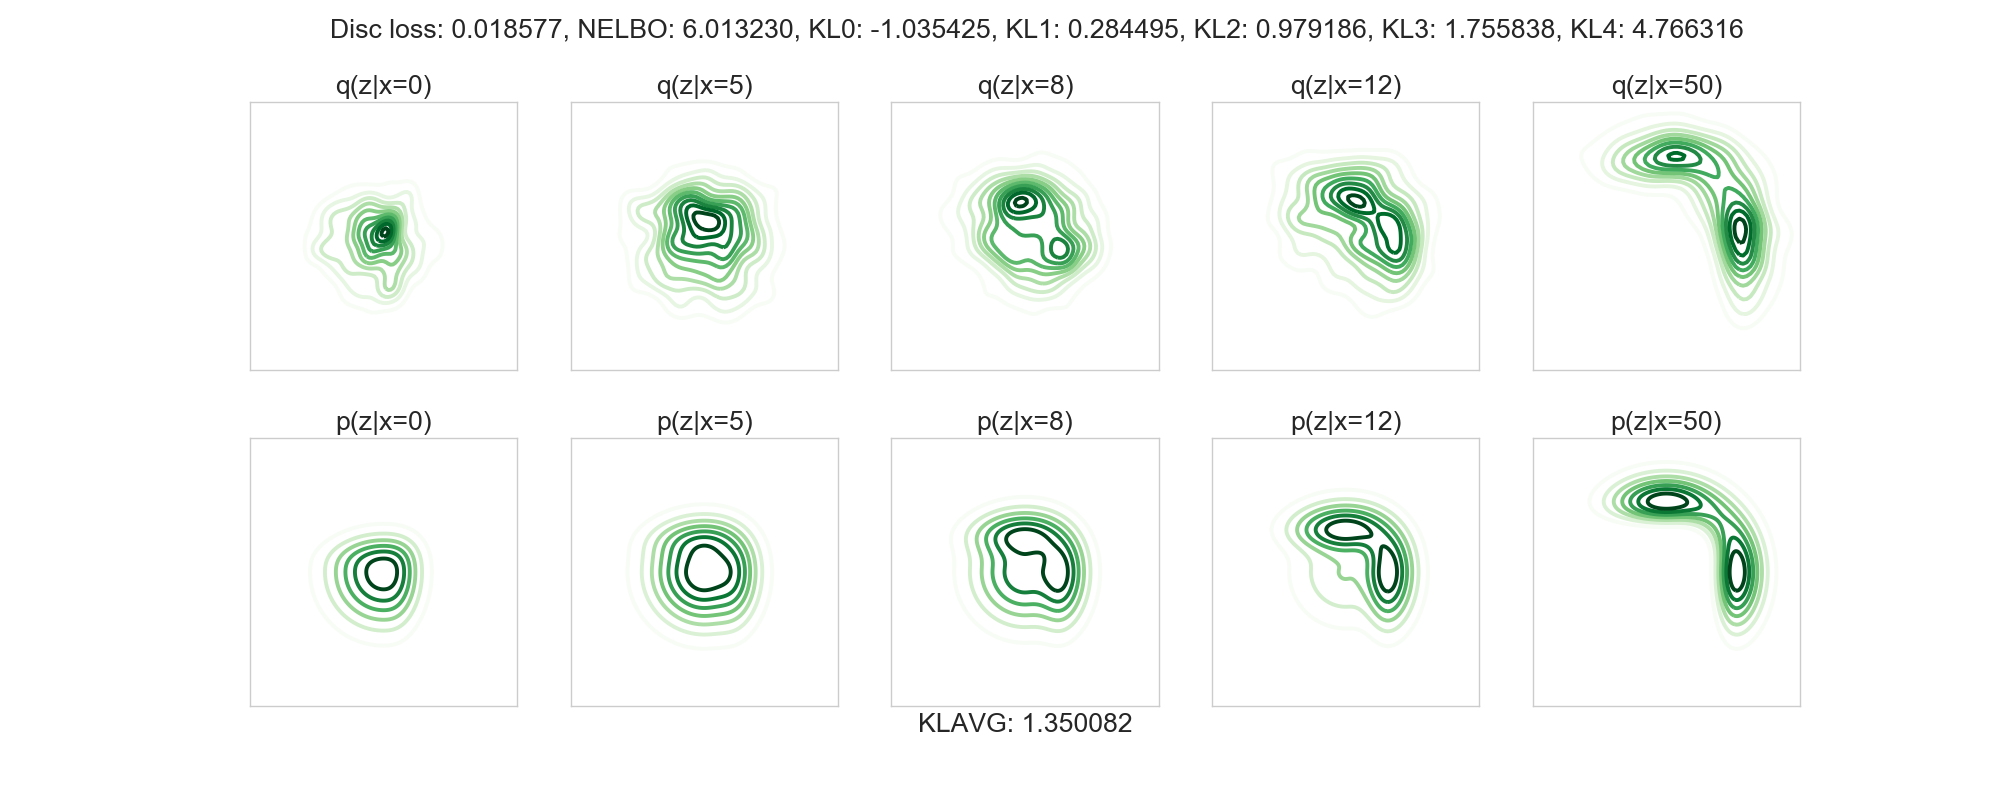 Disc loss: 0.018577, NELBO: 6.013230, KL0: -1.035425, KL1: 0.284495, KL2: 0.979186, KL3: 1.755838, KL4: 4.766316
q(z|x=0) q(z|x=5) q(z|x=8) q(z|x=12) q(z|x=50)
p(z|x=0) p(z|x=5) p(z|x=8) p(z|x=12) p(z|x=50)
KLAVG: 1.350082